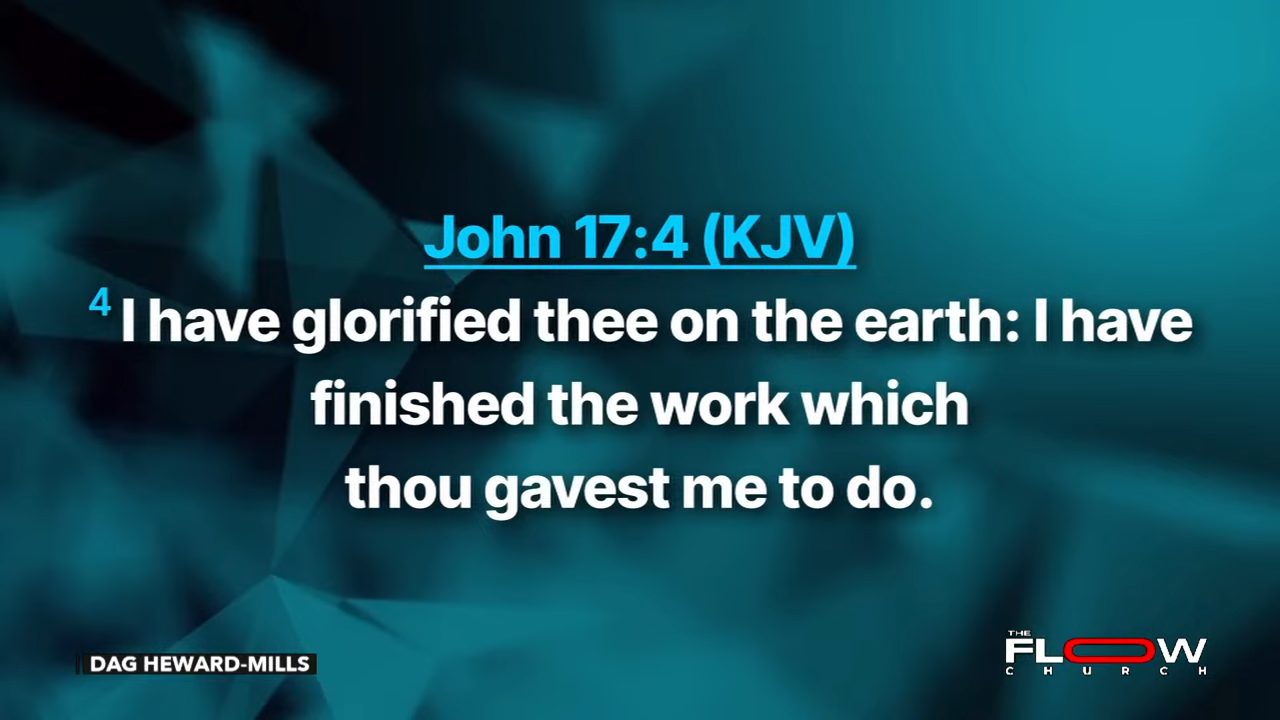 John 17:4 (KJV)
4 I have glorified thee on the earth: I have
finished the work which
thou gavest me to do.
DAG HEWARD-MILLS
THE
FLOW
CHURCH